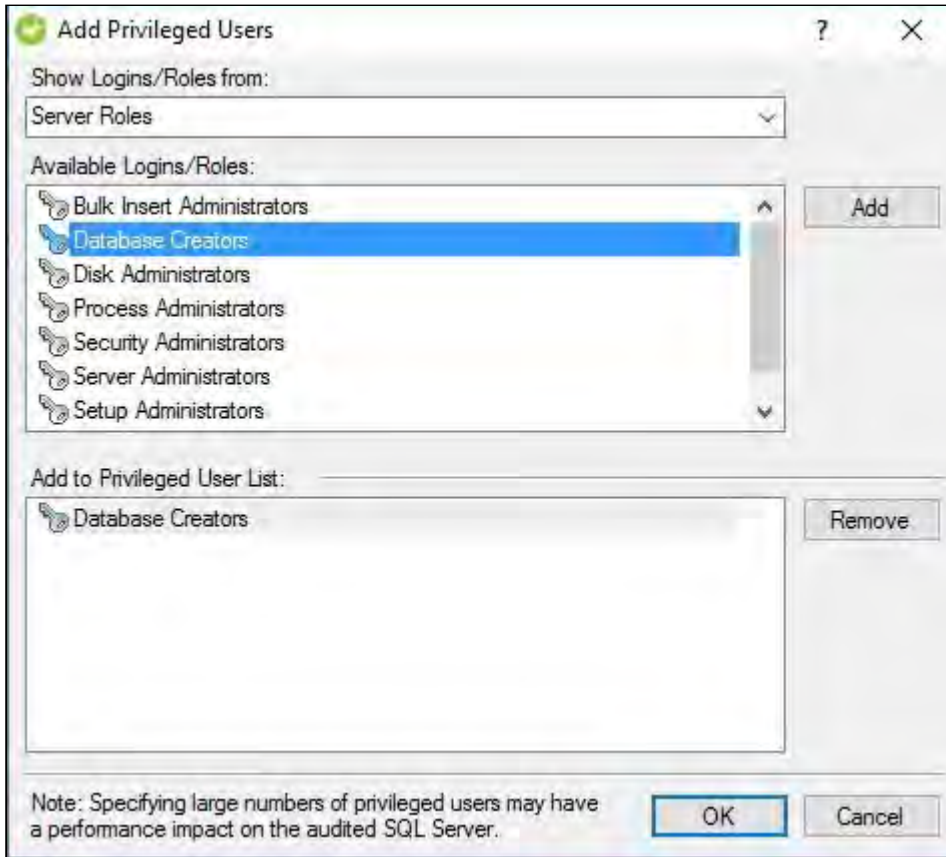 Add Privileged Users
?
Show Logins/Roles from:
Server Roles
Available Logins/Roles:
Bulk Insert Administrators
Add
Database Creators
Disk Administrators
Process Administrators
Security Administrators
Server Administrators
Setup Administrators
Add to Privileged User List:
Database Creators
Remove
Note: Specifying large numbers of privileged users may have
a performance impact on the audited SQL Server.
OK
Cancel